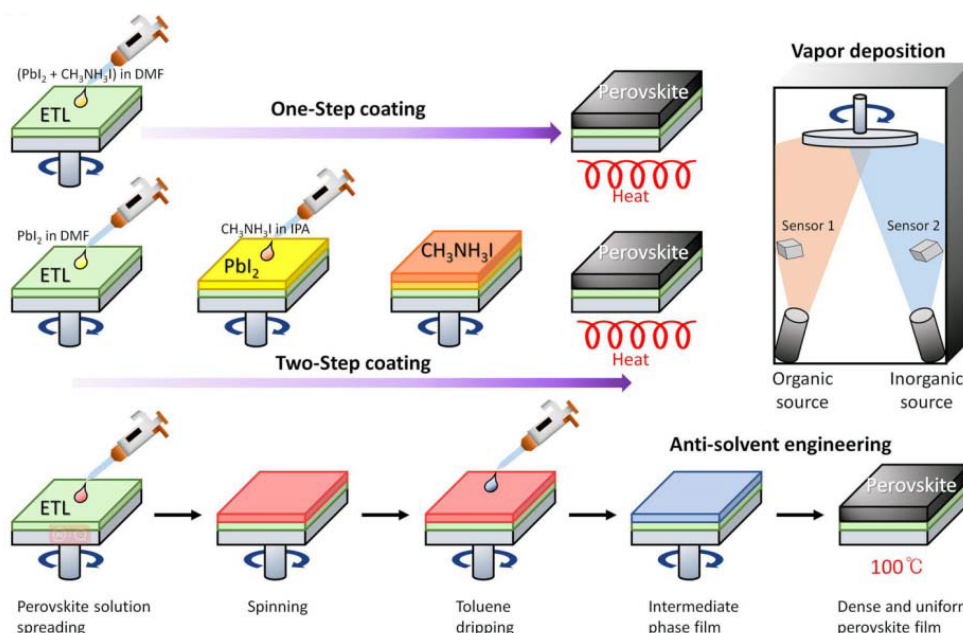 (PbI₂ + CH₃NH₃I) in DMF
ETL
One-Step coating
Perovskite
Heat
PbI₂ in DMF
ETL
CH₃NH₃I in IPA
PbI₂
CH₃NH₃I
Perovskite
Heat
Two-Step coating
Vapor deposition
Sensor 1
Sensor 2
Organic
source
Inorganic
source
Anti-solvent engineering
ETL
Perovskite
100℃
Perovskite solution
spreading
Spinning
Toluene
dripping
Intermediate
phase film
Dense and uniform
perovskite film